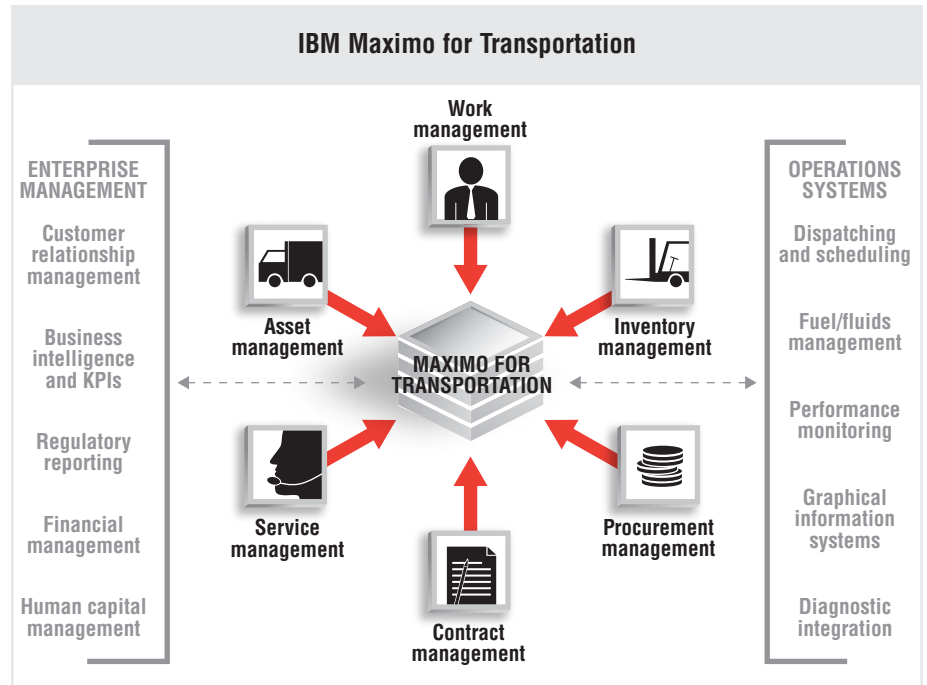 IBM Maximo for Transportation
Work
management
ENTERPRISE
MANAGEMENT
Customer
relationship
management
Business
intelligence
and KPIs
Regulatory
reporting
Financial
management
Human capital
management
Asset
management
Inventory
management
MAXIMO FOR
TRANSPORTATION
Service
management
Procurement
management
Contract
management
OPERATIONS
SYSTEMS
Dispatching
and scheduling
Fuel/fluids
management
Performance
monitoring
Graphical
information
systems
Diagnostic
integration